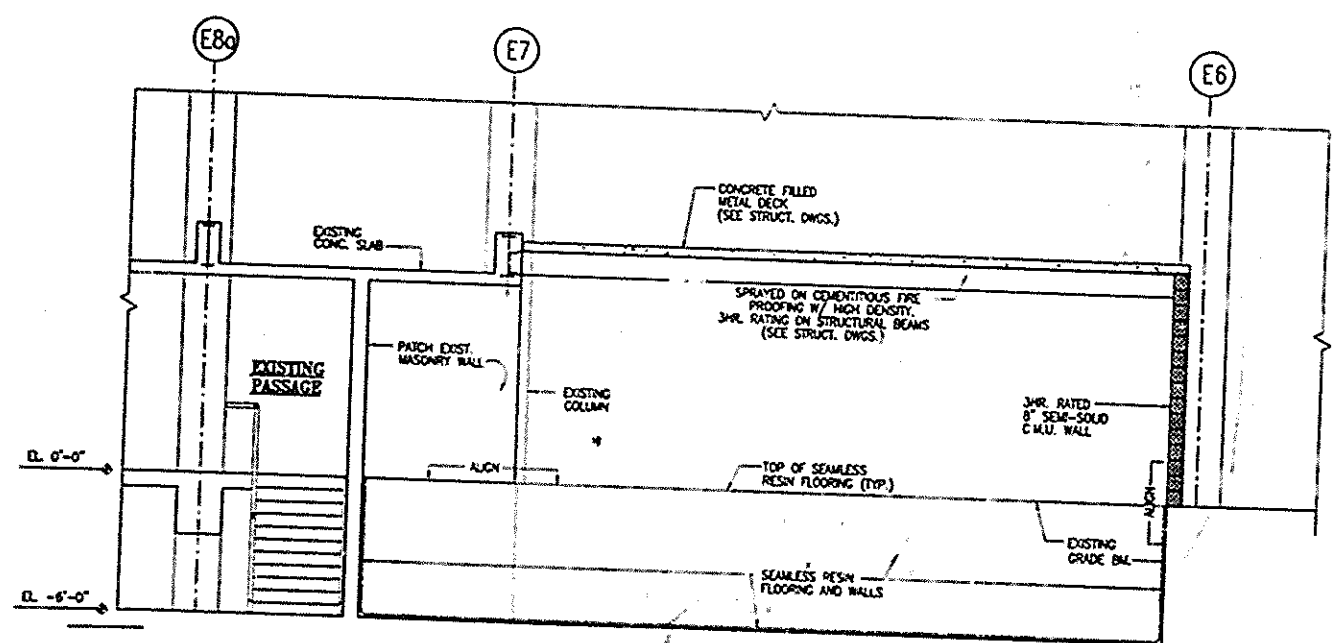 E8a
E7
E6
CONCRETE FILLED
METAL DECK
(SEE STRUCT. DWGS.)
EXISTING
CONC. SLAB
SPRAYED ON CEMENTITIOUS FIRE
PROOFING W/ HIGH DENSITY.
3HR. RATING ON STRUCTURAL BEAMS
(SEE STRUCT. DWGS.)
PATCH EXIST.
MASONRY WALL
EXISTING
PASSAGE
EXISTING
COLUMN
3HR. RATED
8" SEMI-SOLID
C.M.U. WALL
EL. 0'-0"
ALIGN
TOP OF SEAMLESS
RESIN FLOORING (TYP.)
ALIGN
EXISTING
GRADE BM.
SEAMLESS RESIN
FLOORING AND WALLS
EL. -6'-0"